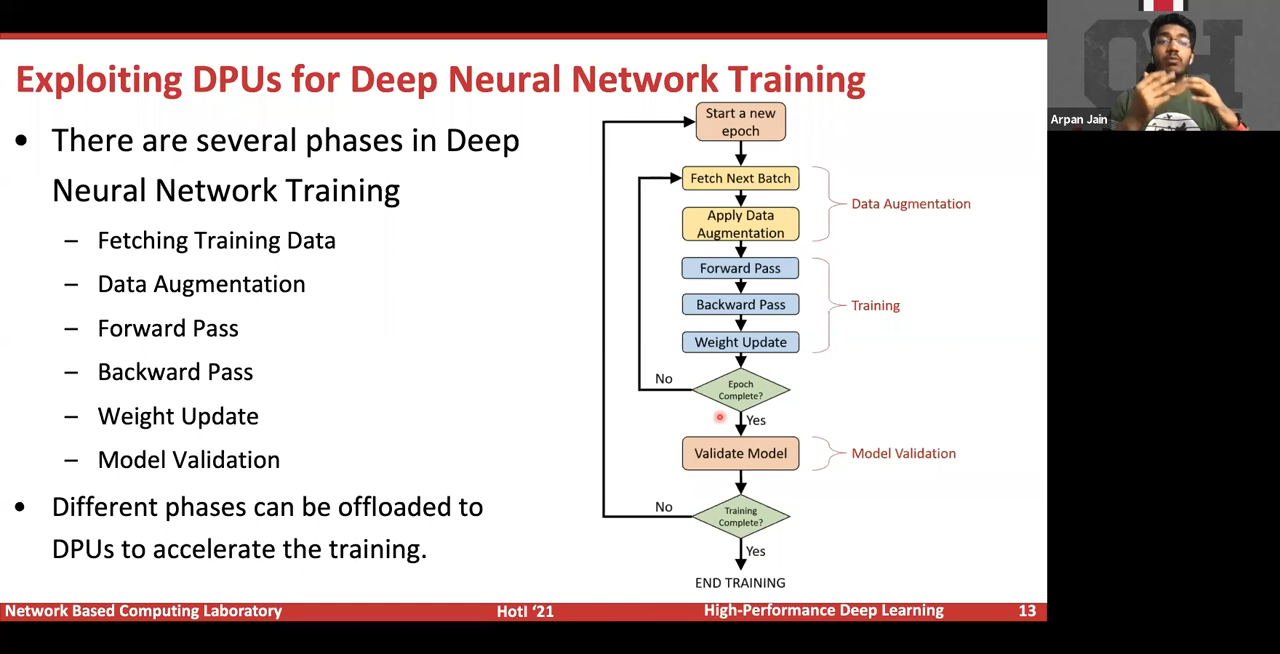 Exploiting DPUs for Deep Neural Network Training
• There are several phases in Deep
Neural Network Training
– Fetching Training Data
– Data Augmentation
– Forward Pass
– Backward Pass
– Weight Update
– Model Validation
• Different phases can be offloaded to
DPUs to accelerate the training.
Start a new
epoch
Fetch Next Batch
Apply Data
Augmentation
Data Augmentation
Forward Pass
Backward Pass
Weight Update
Training
Epoch
Complete?
No
Yes
Validate Model
Model Validation
Training
Complete?
No
Yes
END TRAINING
Network Based Computing Laboratory
HotI ‘21
High-Performance Deep Learning
13
Arpan Jain